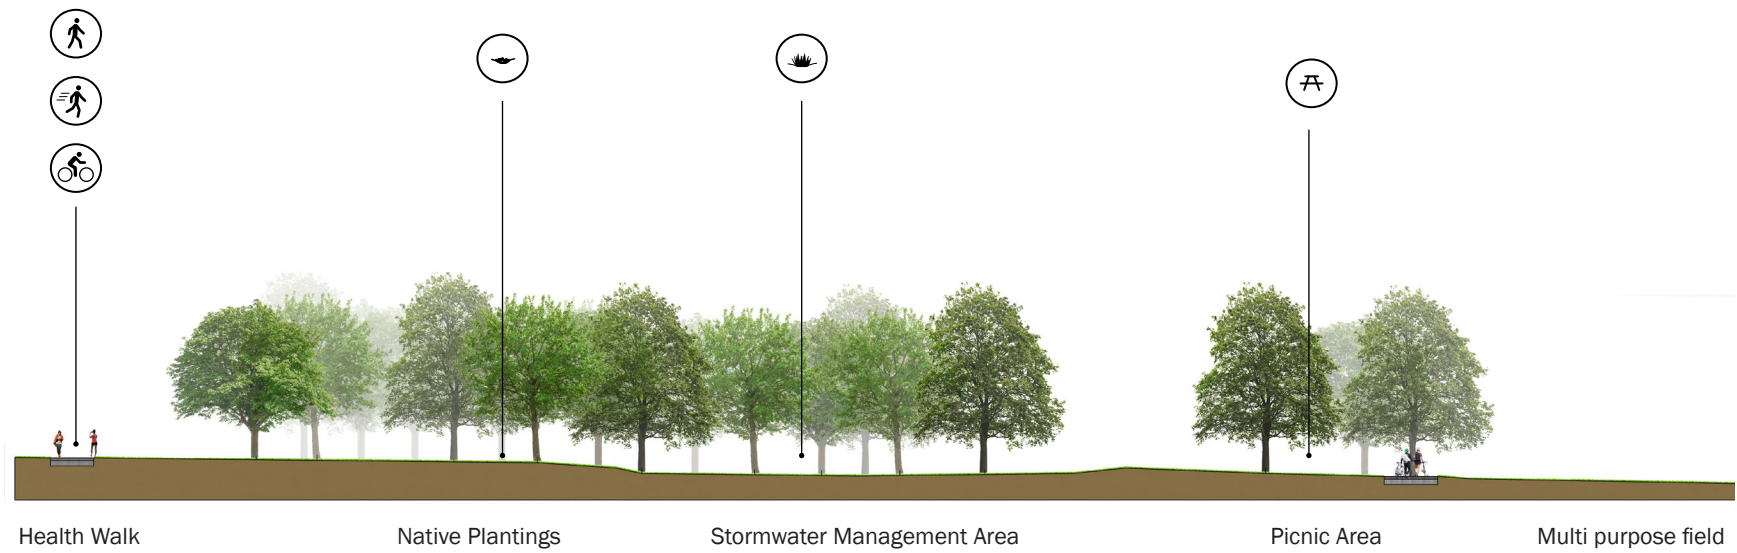 Health Walk
Native Plantings
Stormwater Management Area
Picnic Area
Multi purpose field